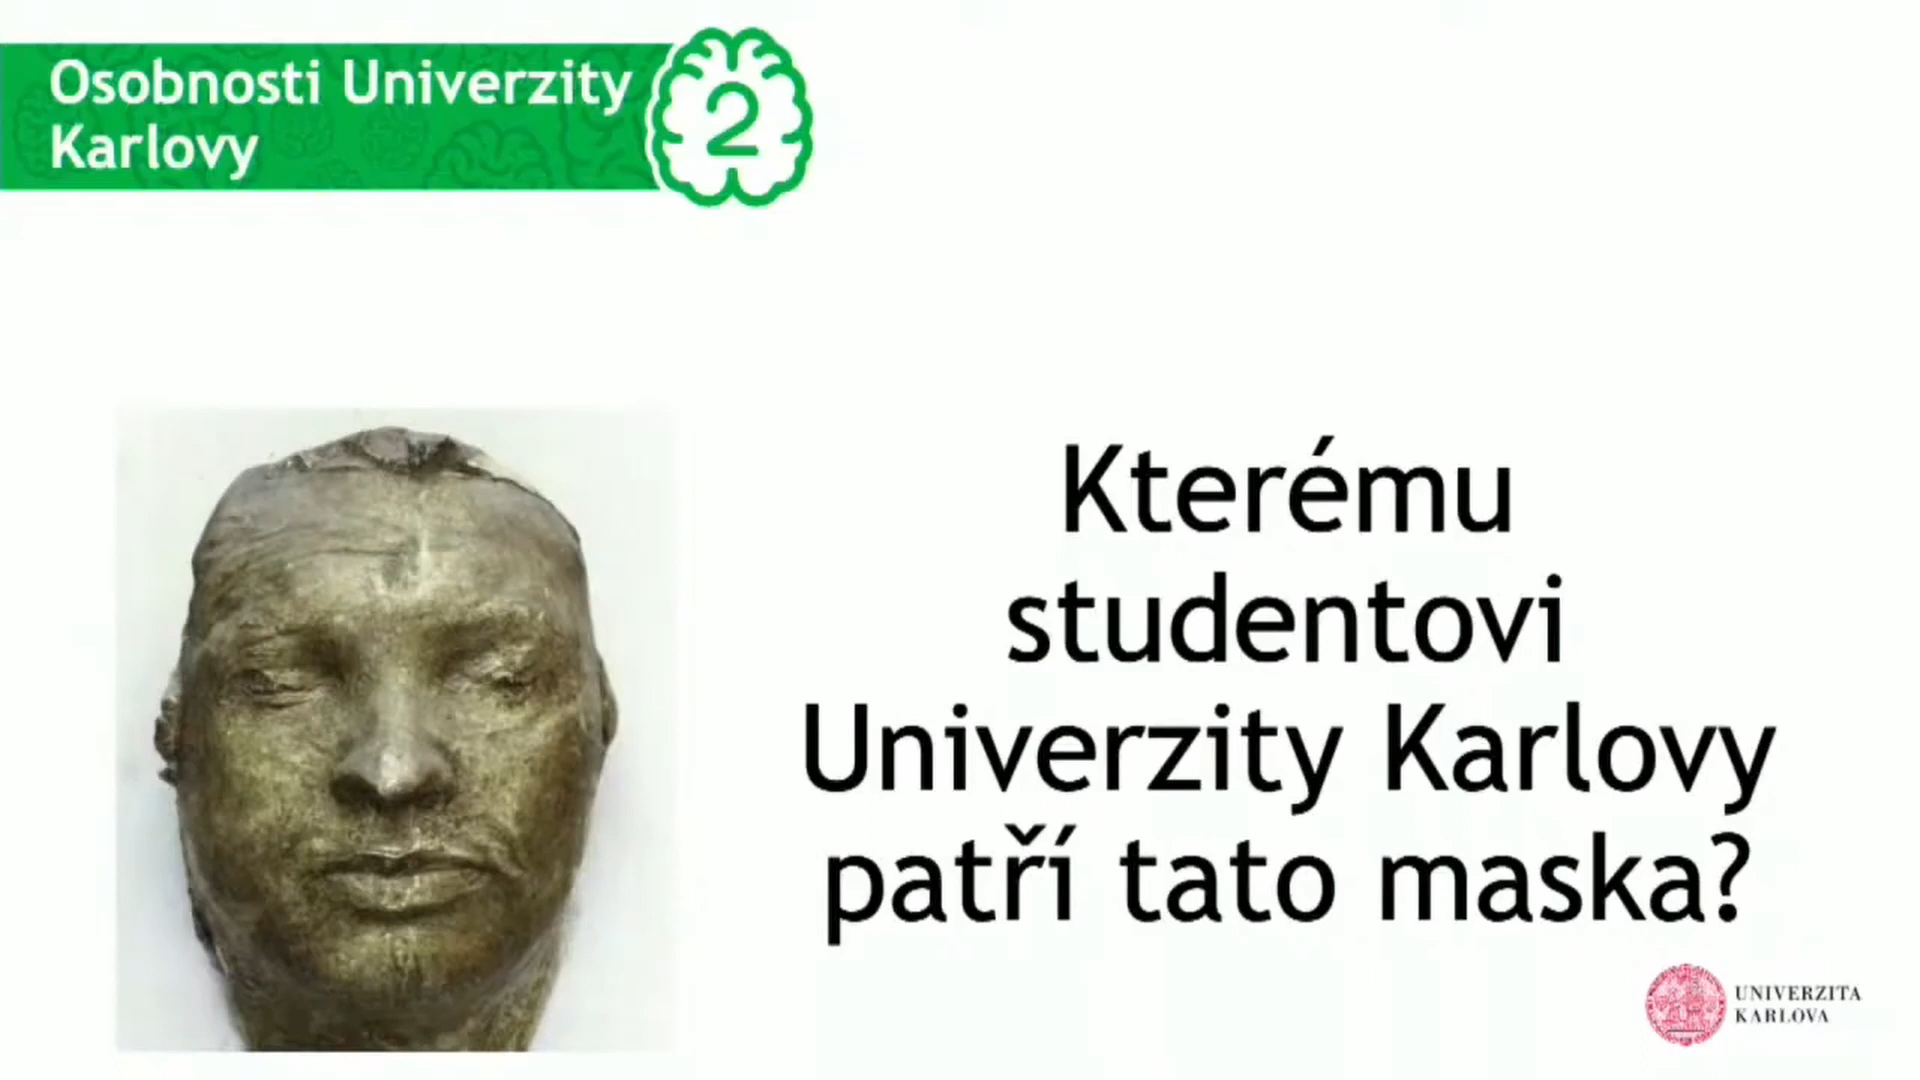 Osobnosti Univerzity
Karlovy
2
Kterému
studentovi
Univerzity Karlovy
patří tato maska?
UNIVERZITA
KARLOVA